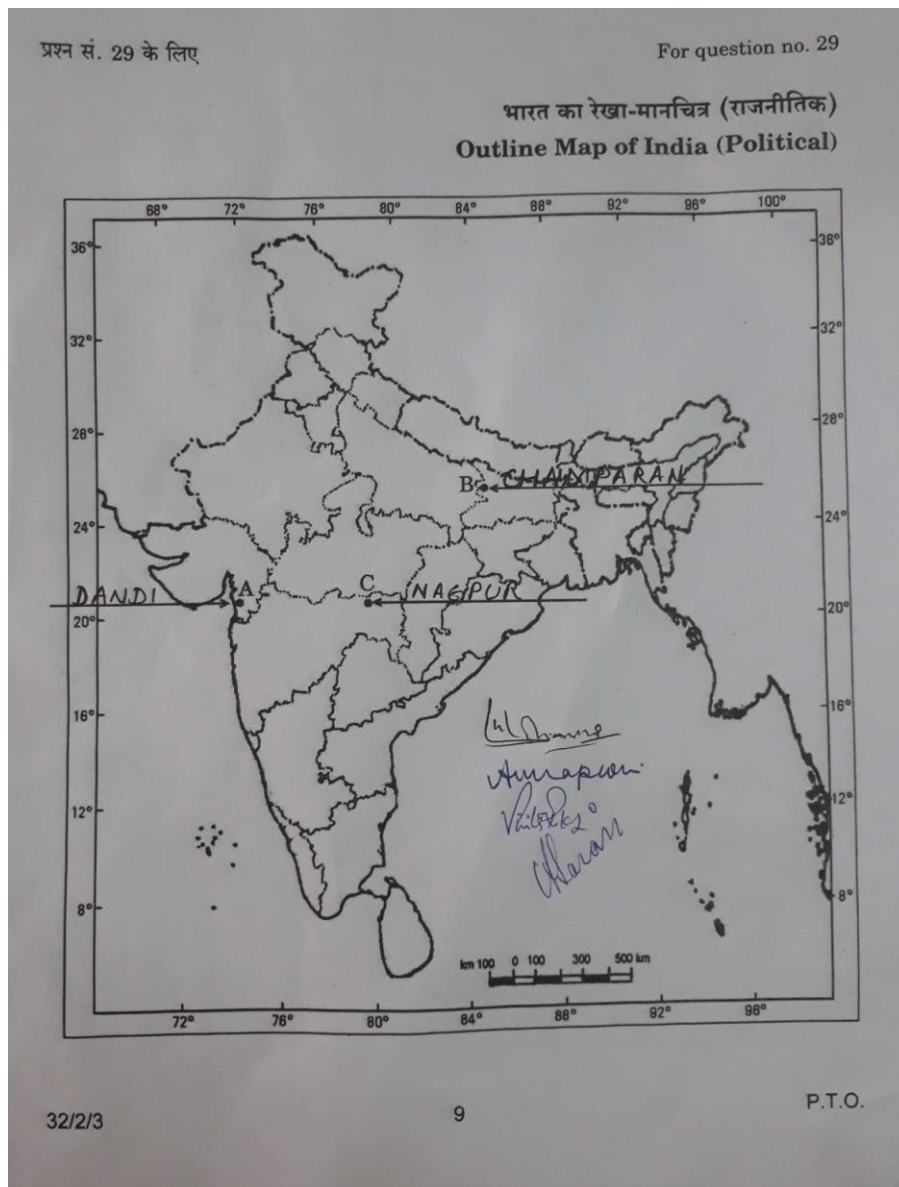 प्रश्न सं. 29 के लिए
For question no. 29
भारत का रेखा-मानचित्र (राजनीतिक)
Outline Map of India (Political)
68° 72° 76° 80° 84° 88° 92° 96° 100°
36° 36°
32° 32°
28° 28°
B CHAMPARAN
24° 24°
DANDI A C NAGPUR
20° 20°
16° 16°
12° 12°
8° 8°
km 100 0 100 300 500 km
72° 76° 80° 84° 88° 92° 96°
32/2/3
9
P.T.O.